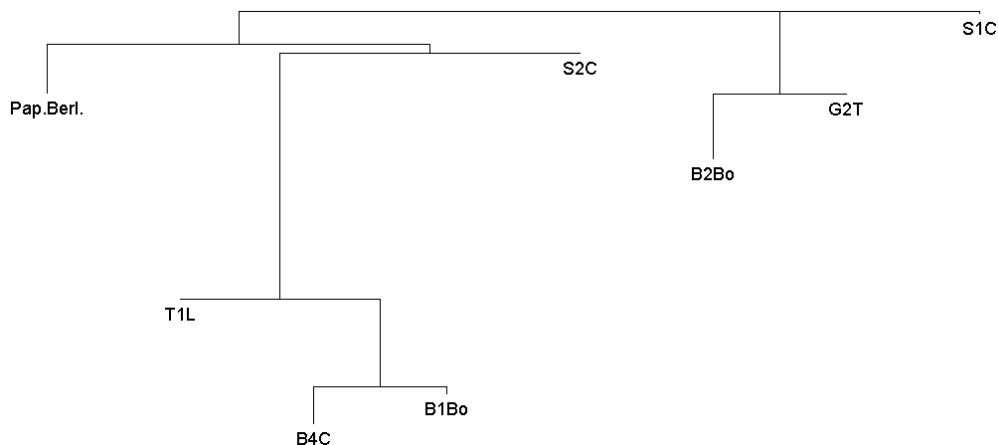 S1C
S2C
Pap.Berl.
G2T
B2Bo
T1L
B1Bo
B4C